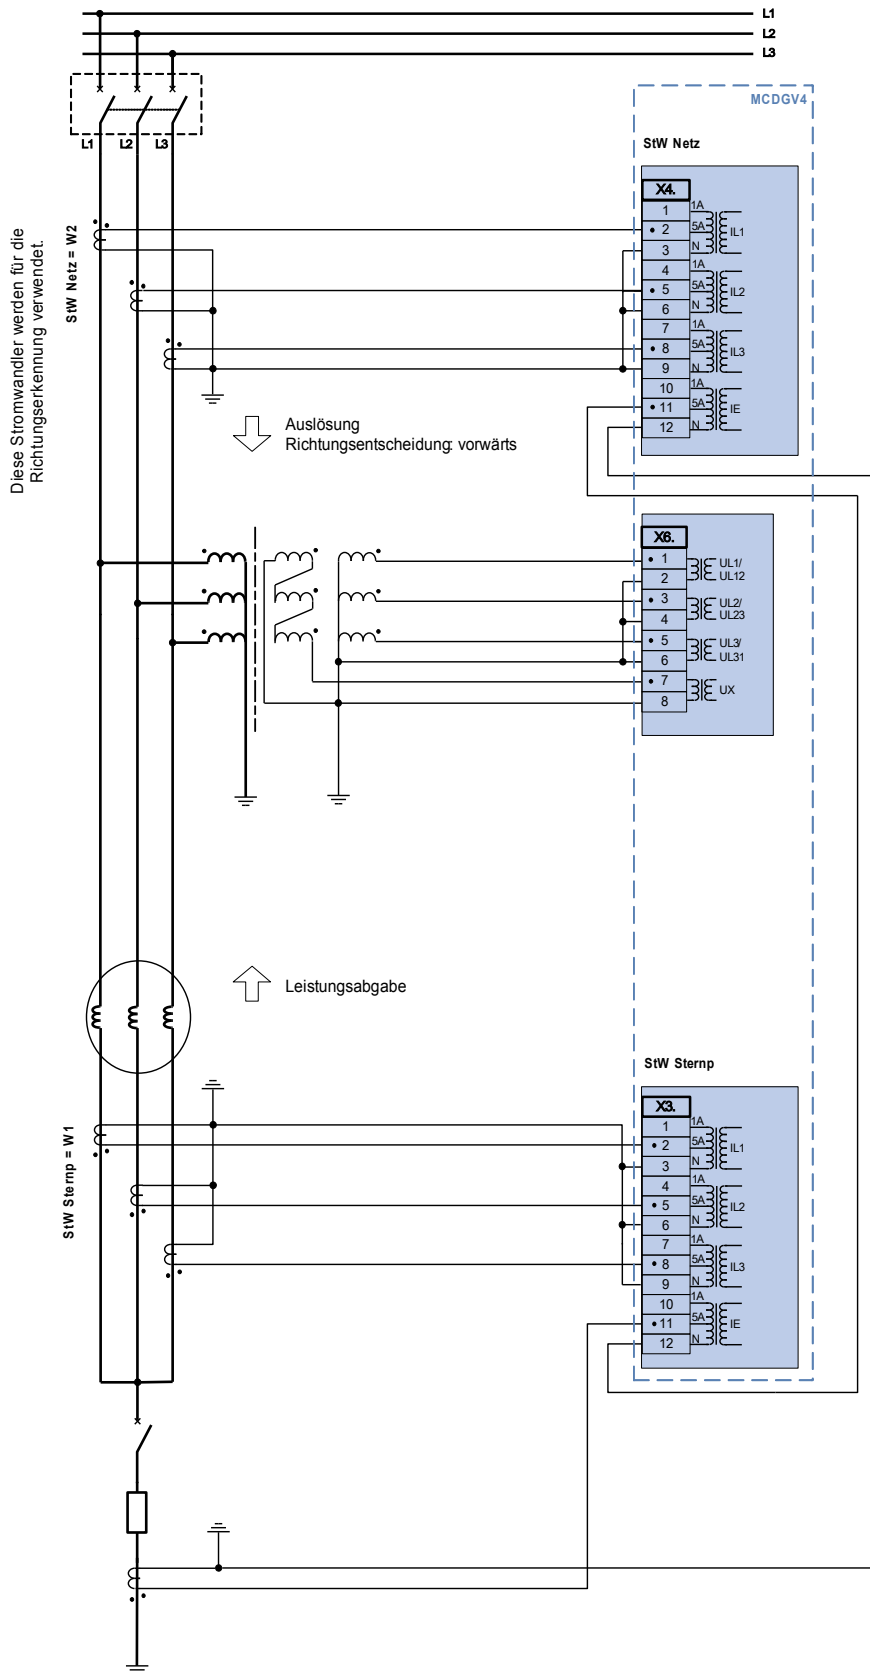 L1
L2
L3
MCDGV4
L1
L2
L3
StW Netz
Diese Stromwandler werden für die
Richtungserkennung verwendet.
StW Netz = W2
X4.
1
1A
2
5A
IL1
3
N
4
1A
5
5A
IL2
6
N
7
1A
8
5A
IL3
9
N
10
1A
11
5A
IE
12
N
Auslösung
Richtungsentscheidung: vorwärts
X6.
1
UL1/
UL12
2
3
UL2/
UL23
4
5
UL3/
UL31
6
7
UX
8
Leistungsabgabe
StW Sternp
StW Sternp = W1
X3.
1
1A
2
5A
IL1
3
N
4
1A
5
5A
IL2
6
N
7
1A
8
5A
IL3
9
N
10
1A
11
5A
IE
12
N